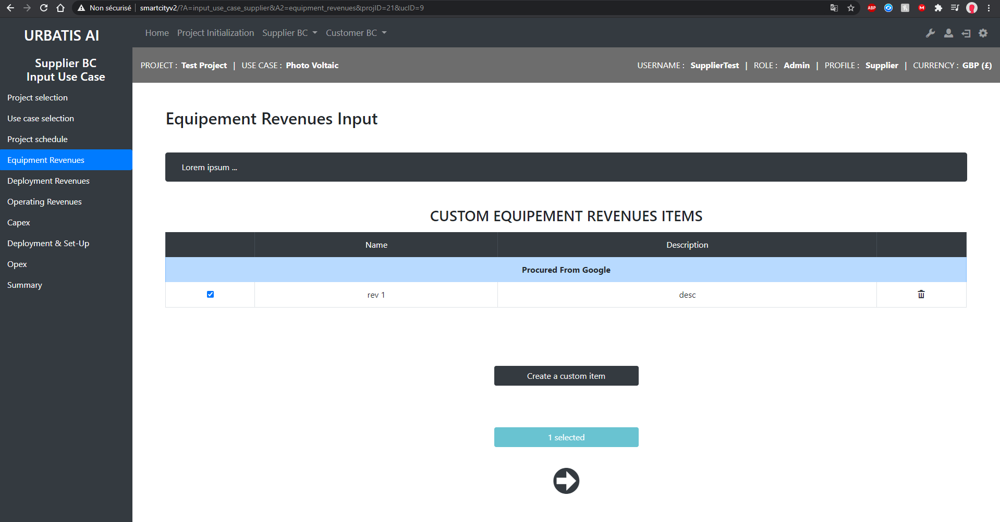 Non sécurisé | smartcityv2/?A=input_use_case_supplier&A2=equipment_revenues&projID=21&ucID=9
ABP
M
URBATIS AI
Home Project Initialization Supplier BC Customer BC
Supplier BC
Input Use Case
PROJECT : Test Project | USE CASE : Photo Voltaic
USERNAME : SupplierTest | ROLE : Admin | PROFILE : Supplier | CURRENCY : GBP (£)
Project selection
Use case selection
Project schedule
Equipment Revenues
Deployment Revenues
Operating Revenues
Capex
Deployment & Set-Up
Opex
Summary
Equipement Revenues Input
Lorem ipsum ...
CUSTOM EQUIPEMENT REVENUES ITEMS
Name Description
Procured From Google
rev 1 desc
Create a custom item
1 selected